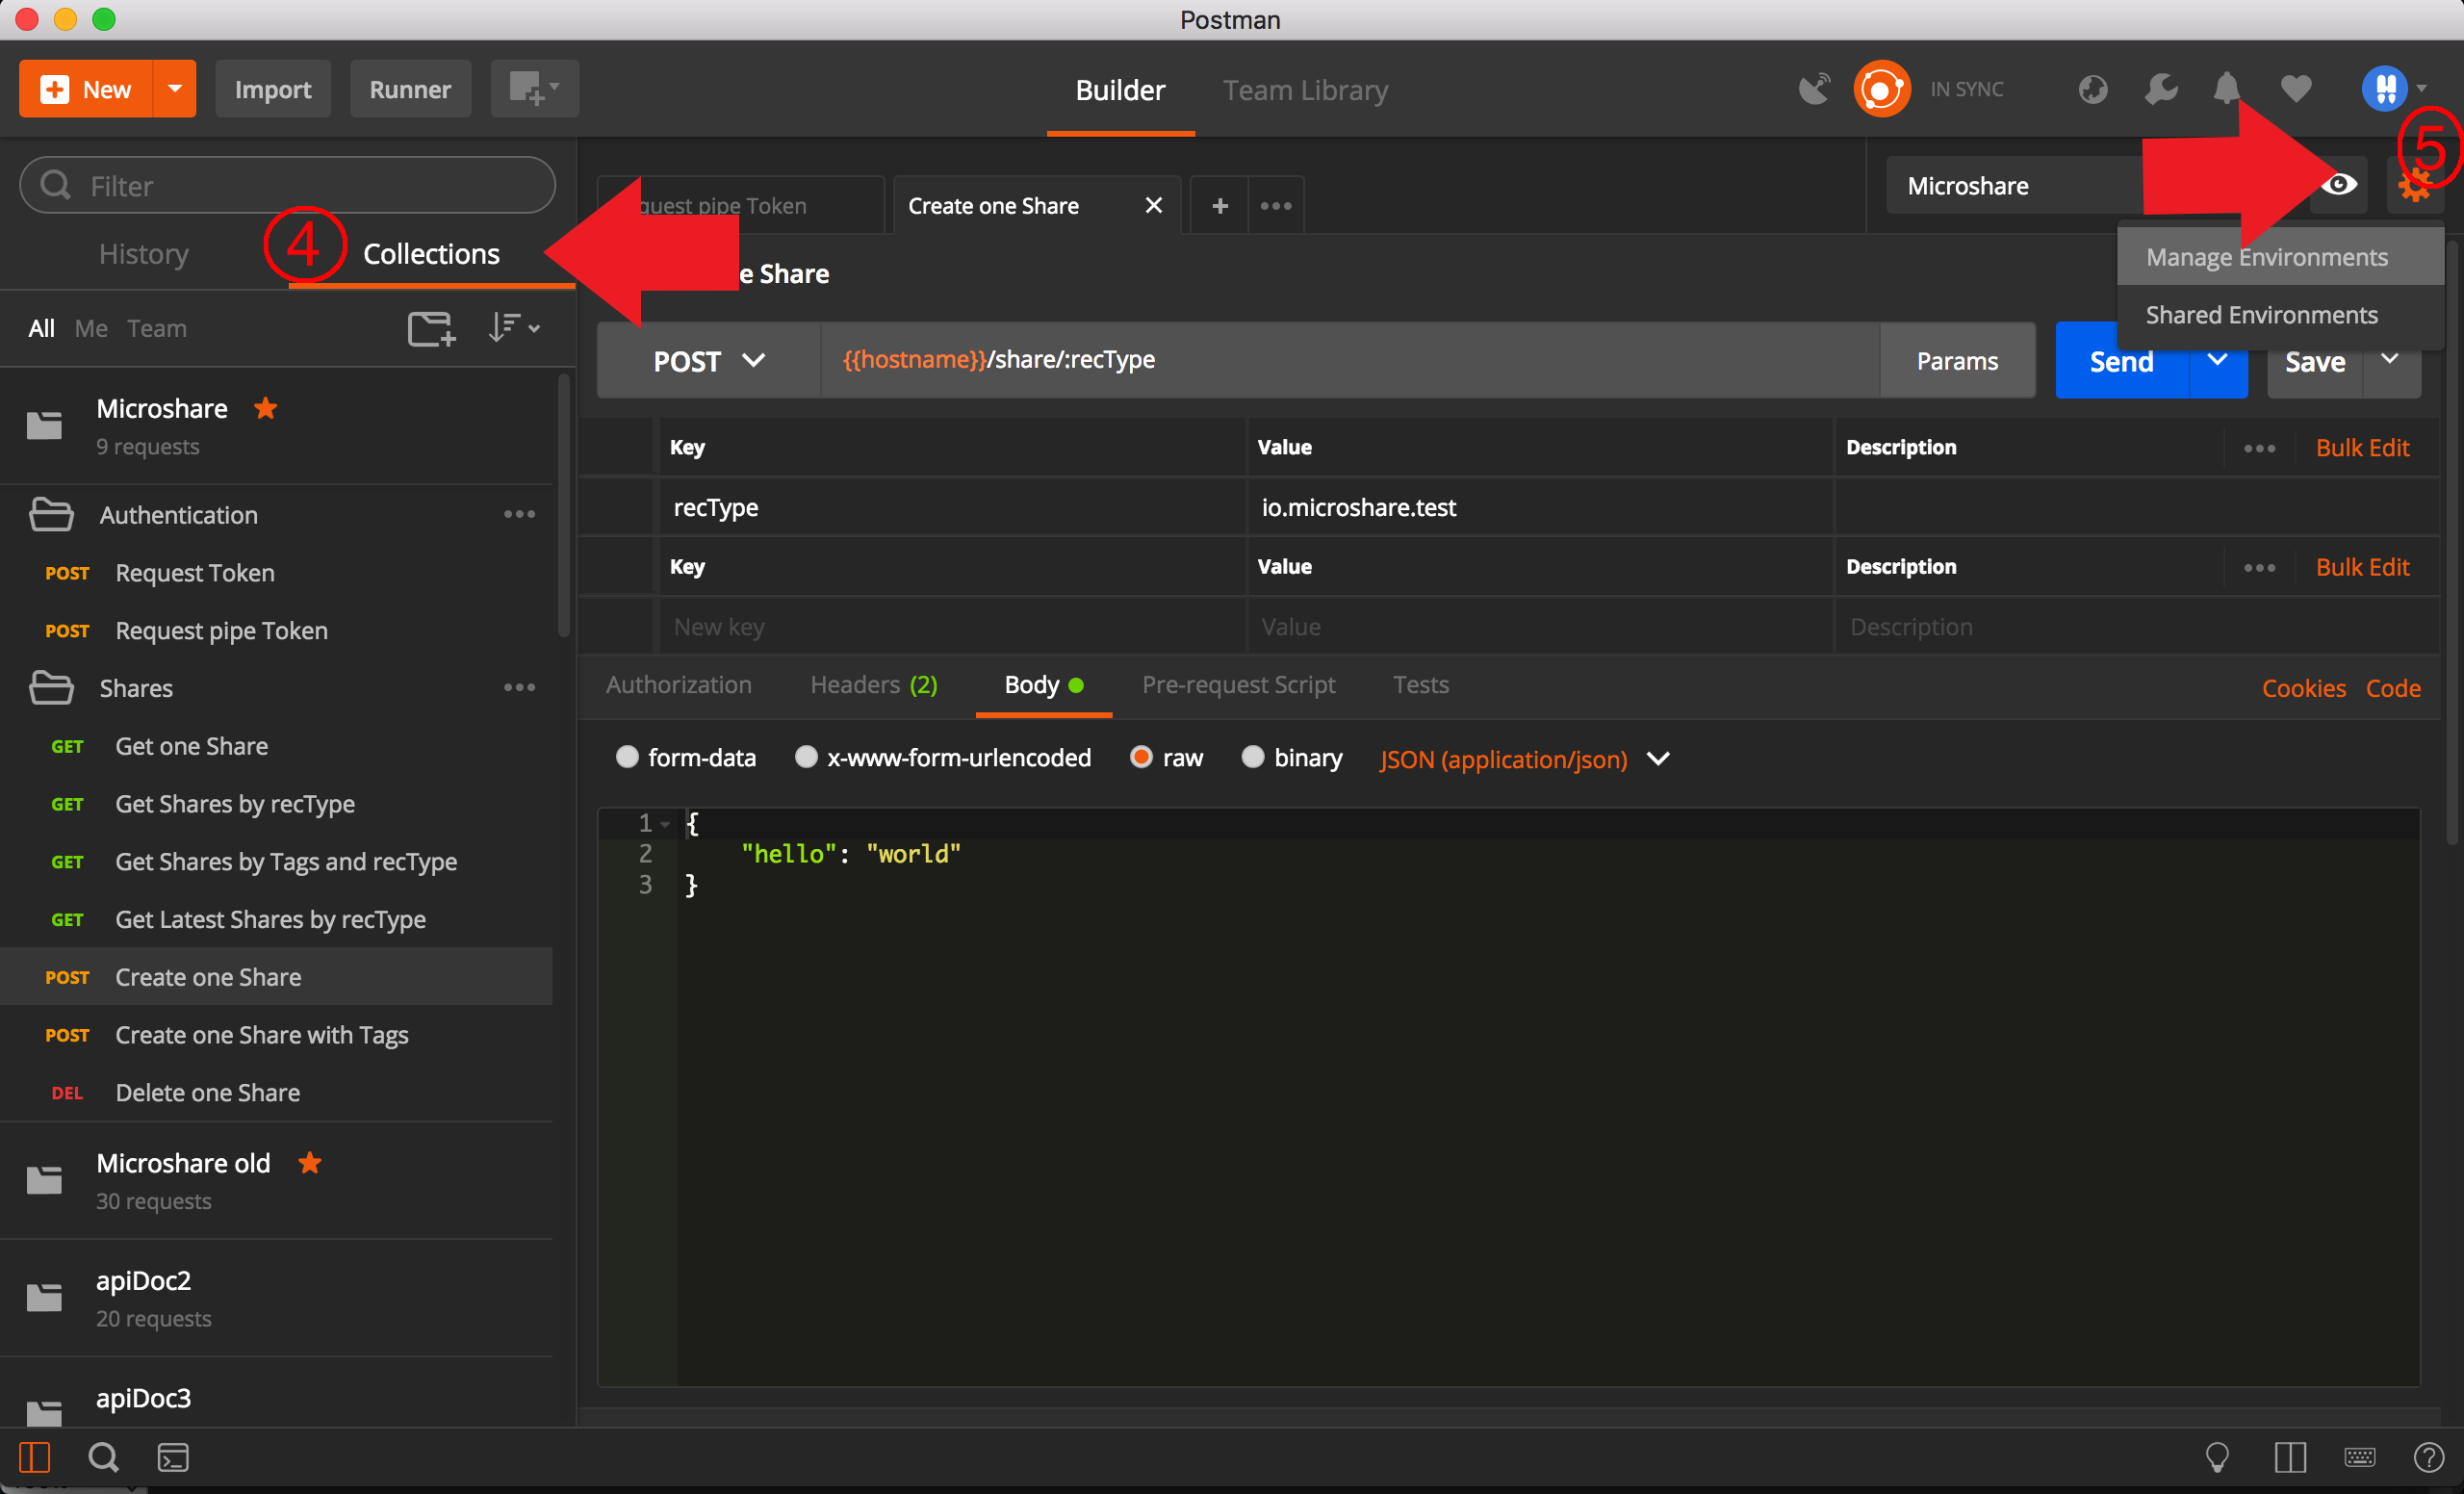 Postman
New
Import
Runner
Builder
Team Library
IN SYNC
Filter
quest pipe Token
Create one Share
Microshare
5
History
4
Collections
e Share
Manage Environments
Shared Environments
All Me Team
POST
{{hostname}}/share/:recType
Params
Send
Save
Microshare
9 requests
Key Value Description Bulk Edit
recType io.microshare.test
Key Value Description Bulk Edit
New key Value Description
Authentication
POST Request Token
POST Request pipe Token
Shares
GET Get one Share
GET Get Shares by recType
GET Get Shares by Tags and recType
GET Get Latest Shares by recType
POST Create one Share
POST Create one Share with Tags
DEL Delete one Share
Microshare old
30 requests
apiDoc2
20 requests
apiDoc3
Authorization Headers (2) Body Pre-request Script Tests Cookies Code
form-data x-www-form-urlencoded raw binary JSON (application/json)
1 {
2 "hello": "world"
3 }